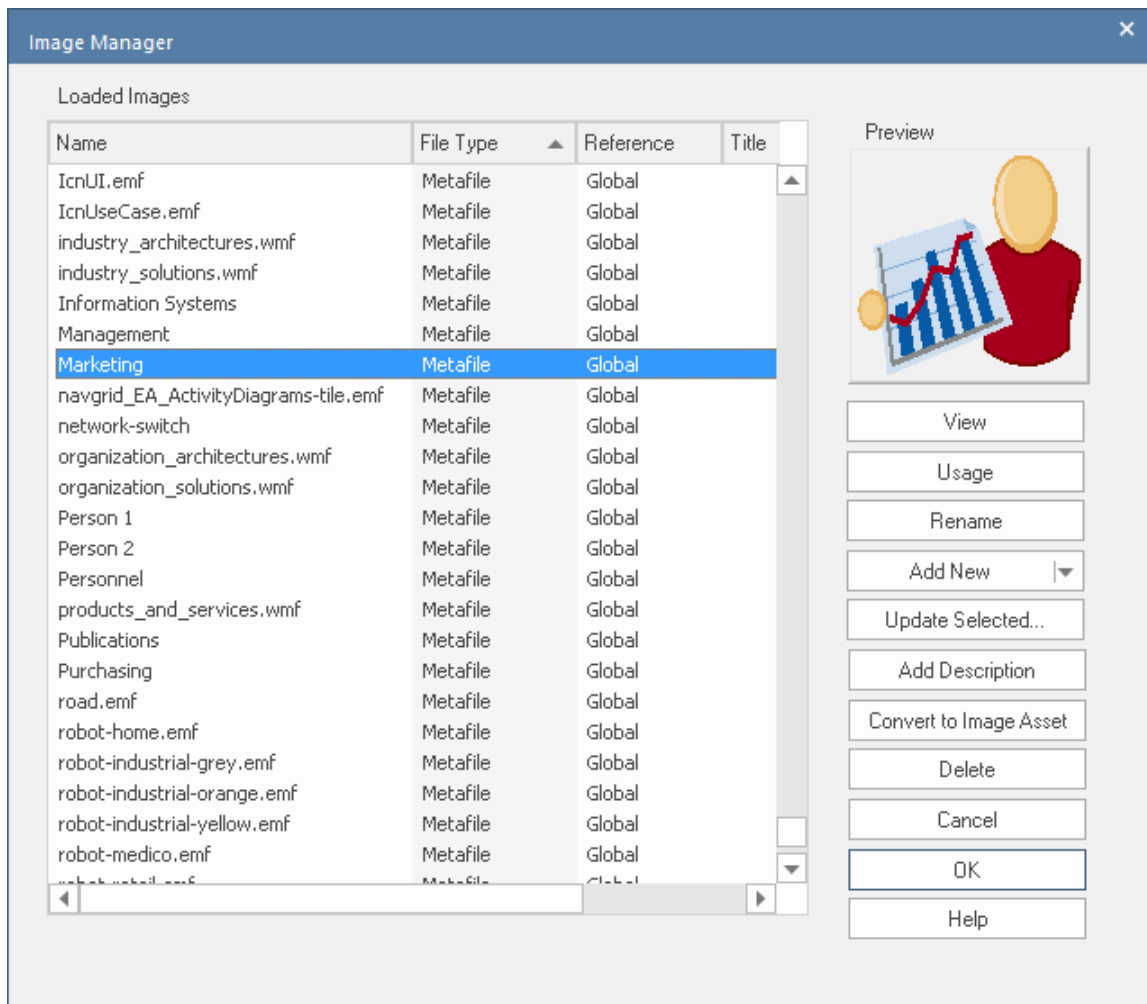 Image Manager
Loaded Images
Name File Type Reference Title
IcnUI.emf Metafile Global
IcnUseCase.emf Metafile Global
industry_architectures.wmf Metafile Global
industry_solutions.wmf Metafile Global
Information Systems Metafile Global
Management Metafile Global
Marketing Metafile Global
navgrid_EA_ActivityDiagrams-tile.emf Metafile Global
network-switch Metafile Global
organization_architectures.wmf Metafile Global
organization_solutions.wmf Metafile Global
Person 1 Metafile Global
Person 2 Metafile Global
Personnel Metafile Global
products_and_services.wmf Metafile Global
Publications Metafile Global
Purchasing Metafile Global
road.emf Metafile Global
robot-home.emf Metafile Global
robot-industrial-grey.emf Metafile Global
robot-industrial-orange.emf Metafile Global
robot-industrial-yellow.emf Metafile Global
robot-medico.emf Metafile Global
Preview
View
Usage
Rename
Add New
Update Selected...
Add Description
Convert to Image Asset
Delete
Cancel
OK
Help